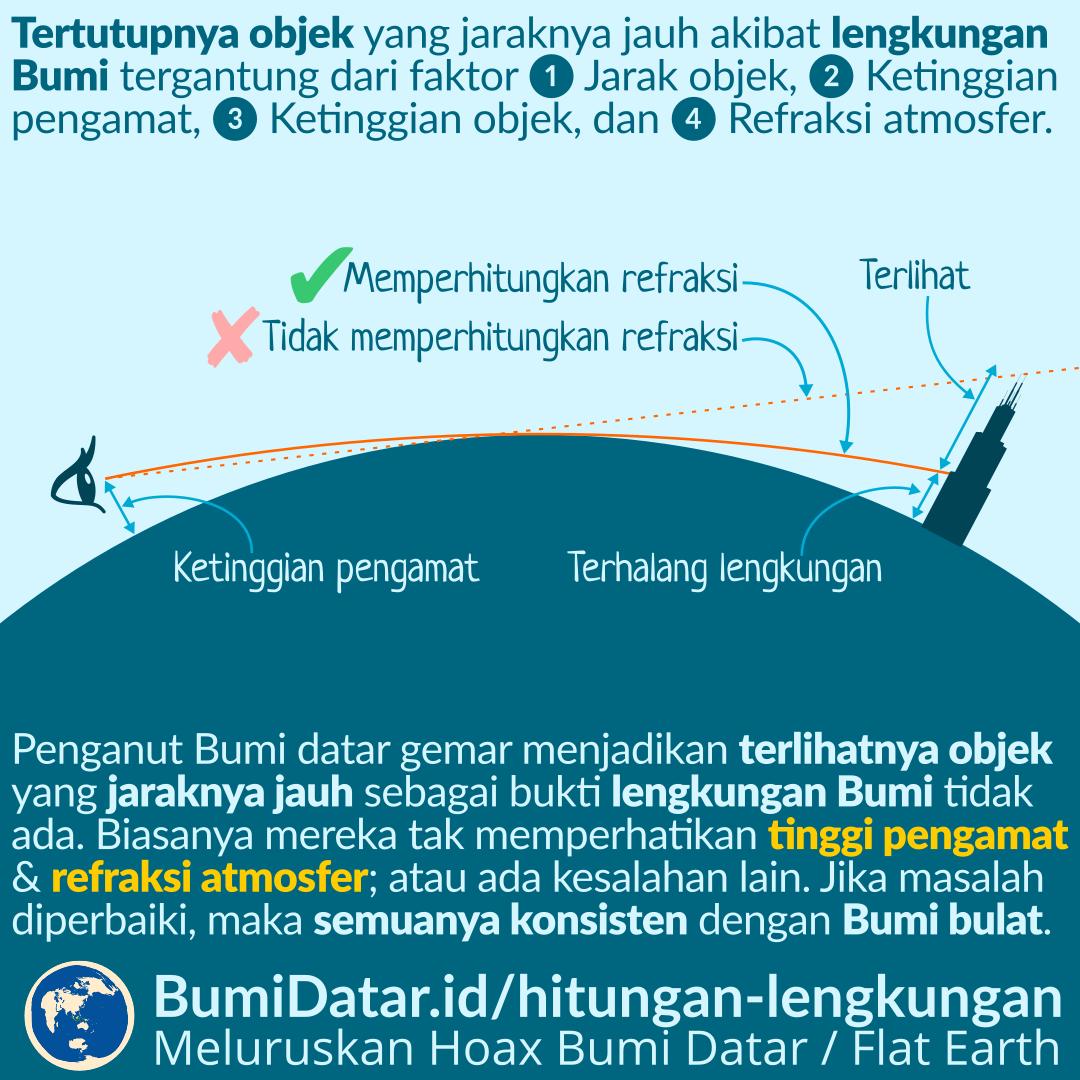 Tertutupnya objek yang jaraknya jauh akibat lengkungan
Bumi tergantung dari faktor 1 Jarak objek, 2 Ketinggian
pengamat, 3 Ketinggian objek, dan 4 Refraksi atmosfer.
Memperhitungkan refraksi
Terlihat
Tidak memperhitungkan refraksi
Ketinggian pengamat
Terhalang lengkungan
Penganut Bumi datar gemar menjadikan terlihatnya objek
yang jaraknya jauh sebagai bukti lengkungan Bumi tidak
ada. Biasanya mereka tak memperhatikan tinggi pengamat
& refraksi atmosfer; atau ada kesalahan lain. Jika masalah
diperbaiki, maka semuanya konsisten dengan Bumi bulat.
BumiDatar.id/hitungan-lengkungan
Meluruskan Hoax Bumi Datar / Flat Earth